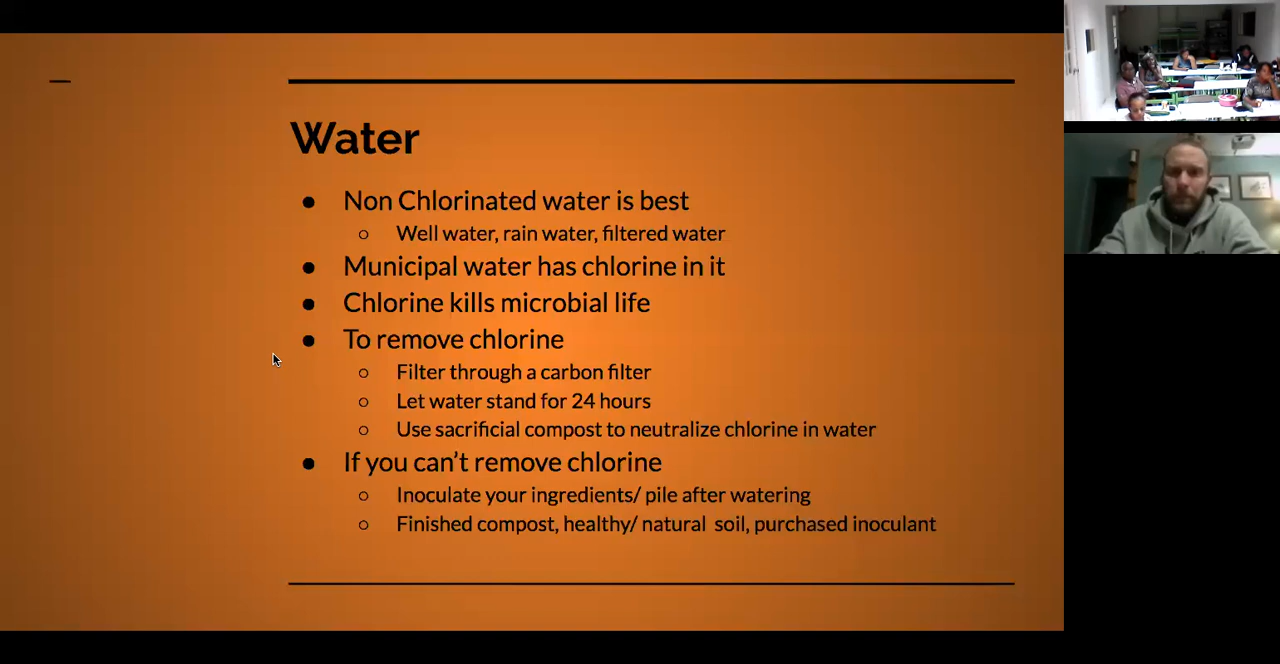 Water
● Non Chlorinated water is best
○ Well water, rain water, filtered water
● Municipal water has chlorine in it
● Chlorine kills microbial life
● To remove chlorine
○ Filter through a carbon filter
○ Let water stand for 24 hours
○ Use sacrificial compost to neutralize chlorine in water
● If you can't remove chlorine
○ Inoculate your ingredients/ pile after watering
○ Finished compost, healthy/ natural soil, purchased inoculant